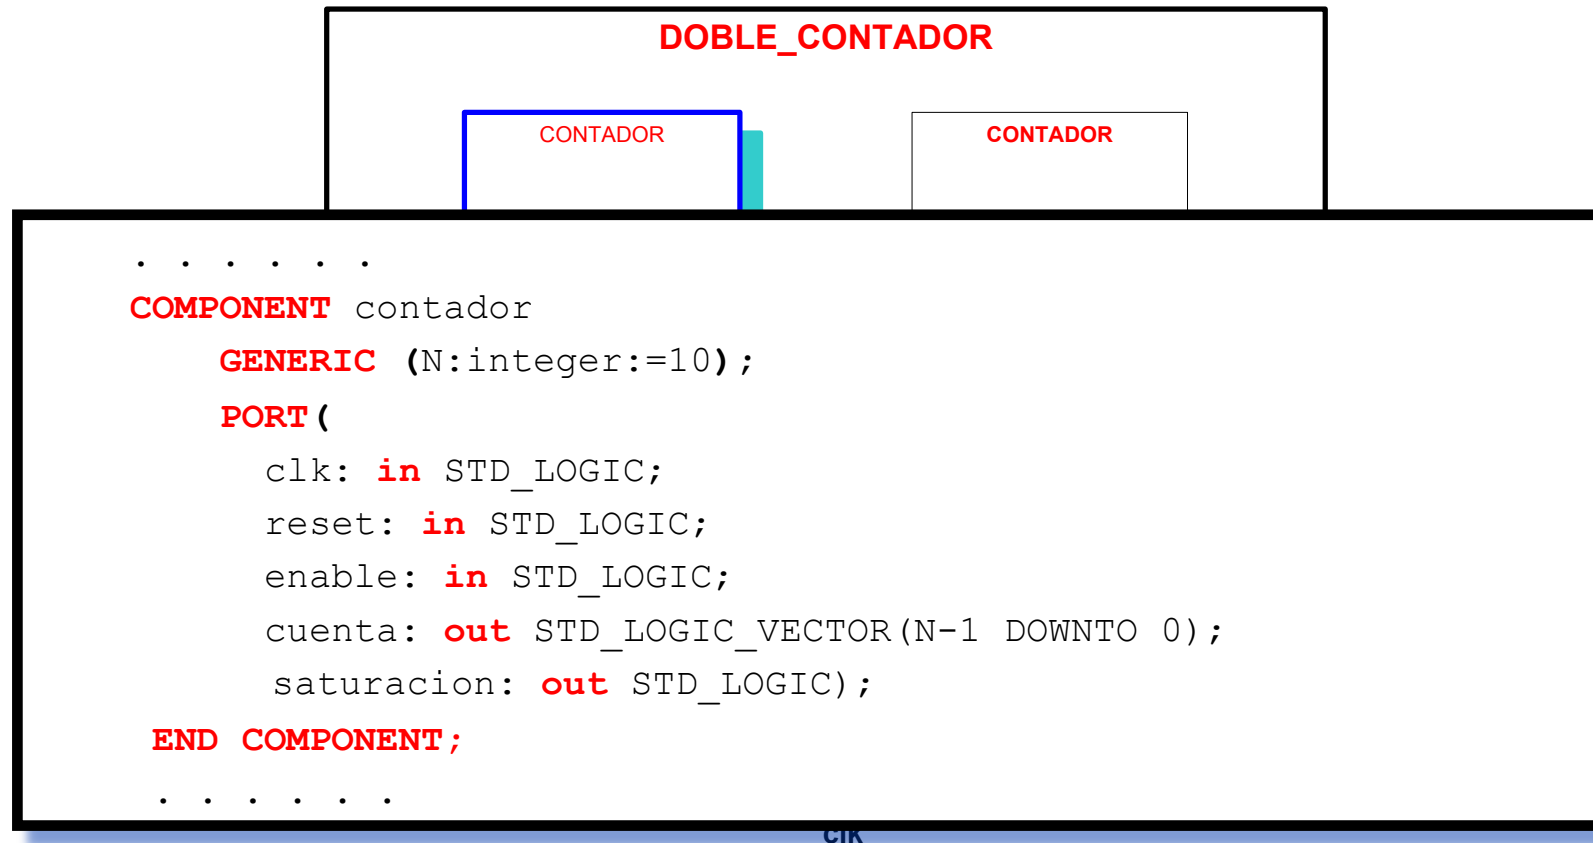 DOBLE_CONTADOR
CONTADOR CONTADOR
. . . . . .
COMPONENT contador
GENERIC (N:integer:=10);
PORT(
clk: in STD_LOGIC;
reset: in STD_LOGIC;
enable: in STD_LOGIC;
cuenta: out STD_LOGIC_VECTOR(N-1 DOWNTO 0);
saturacion: out STD_LOGIC);
END COMPONENT;
. . . . . .
clk